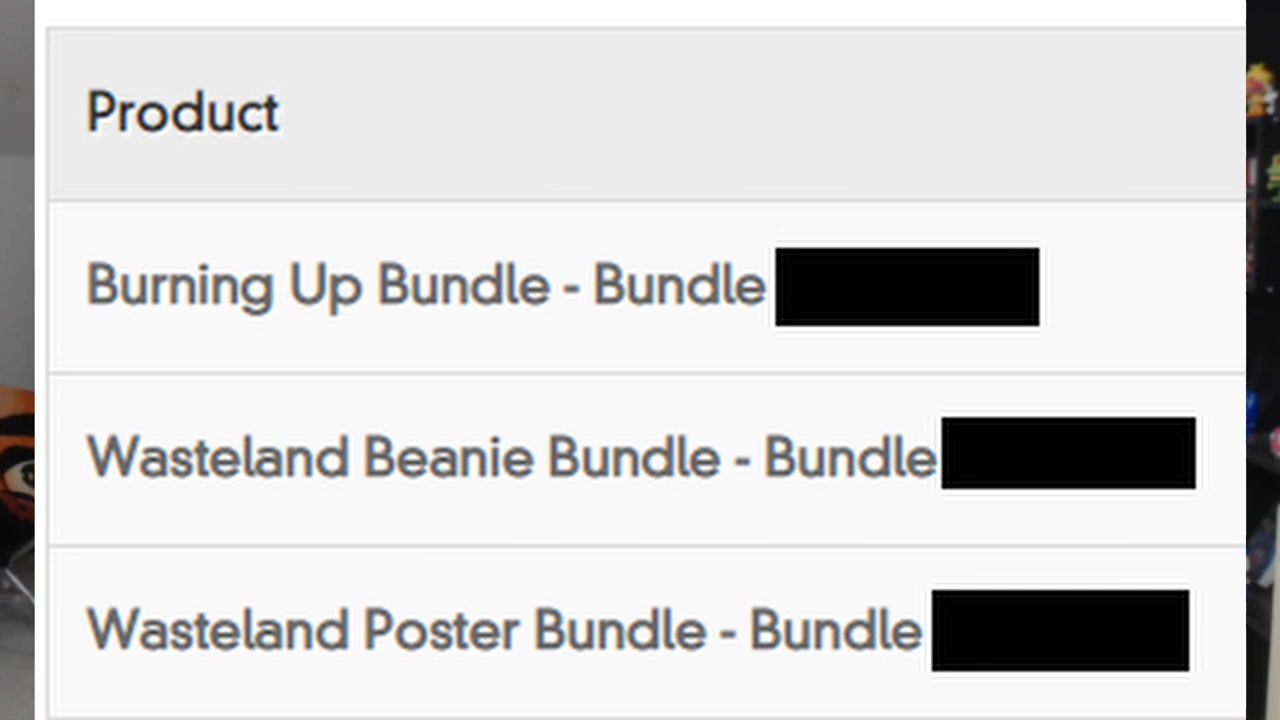 Product
Burning Up Bundle - Bundle
Wasteland Beanie Bundle - Bundle
Wasteland Poster Bundle - Bundle